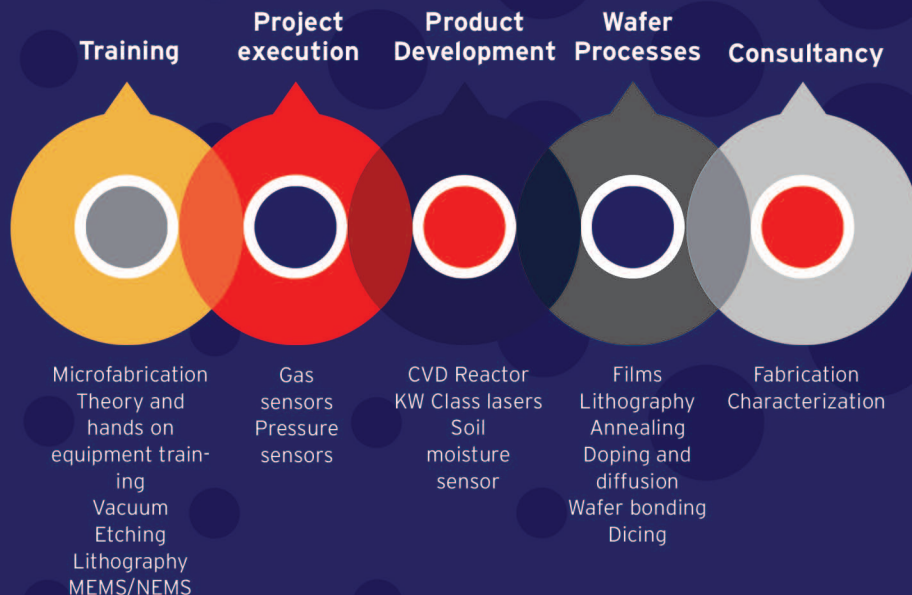 Training
Project
execution
Product
Development
Wafer
Processes
Consultancy
Microfabrication
Theory and
hands on
equipment train-
ing
Vacuum
Etching
Lithography
MEMS/NEMS
Gas
sensors
Pressure
sensors
CVD Reactor
KW Class lasers
Soil
moisture
sensor
Films
Lithography
Annealing
Doping and
diffusion
Wafer bonding
Dicing
Fabrication
Characterization